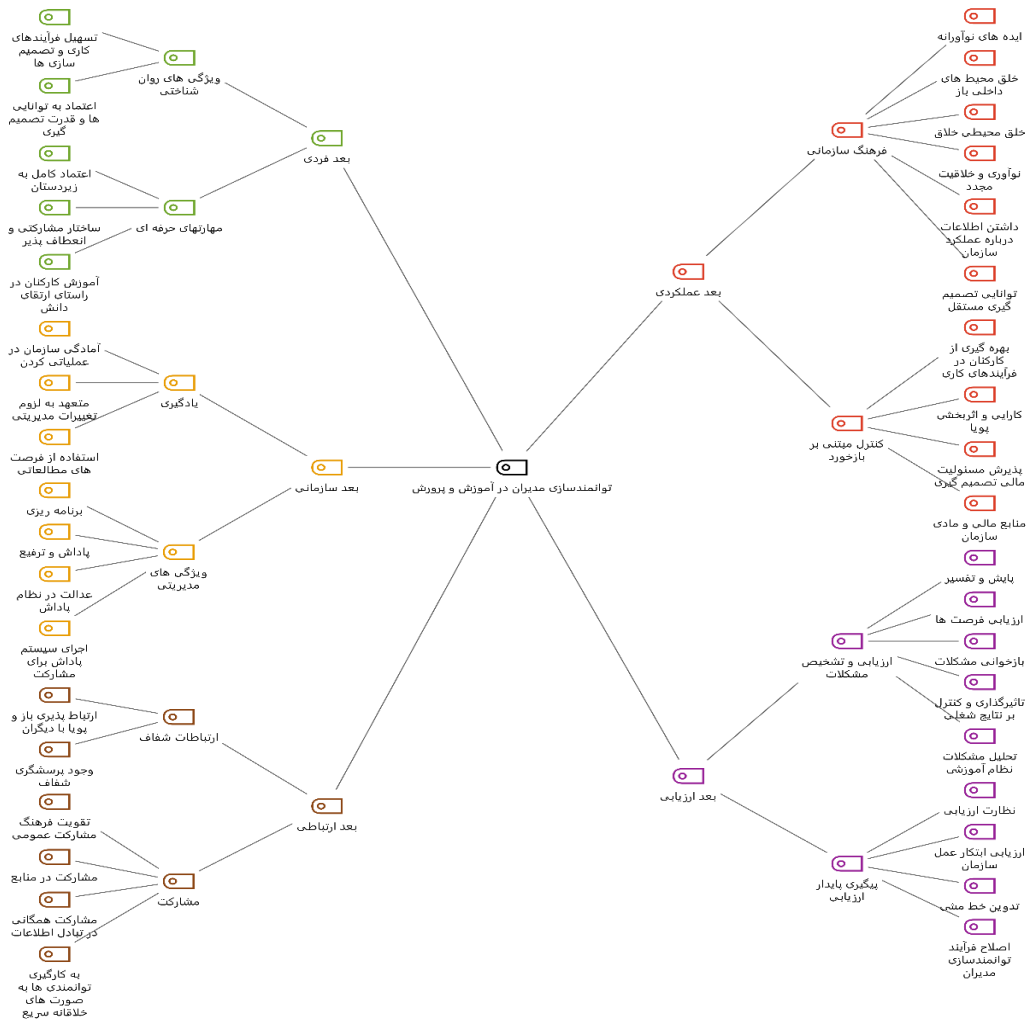 توانمندسازی مدیران در آموزش و پرورش
بعد عملکردی
فرهنگ سازمانی
ایده های نوآورانه
خلق محیط های
داخلی باز
خلق محیطی خلاق
نوآوری و خلاقیت
مجدد
داشتن اطلاعات
درباره عملکرد
سازمان
توانایی تصمیم
گیری مستقل
کنترل مبتنی بر
بازخورد
بهره گیری از
کارکنان در
فرآیندهای کاری
کارایی و اثربخشی
پویا
پذیرش مسئولیت
مالی تصمیم گیری
منابع مالی و مادی
سازمان
بعد ارزیابی
ارزیابی و تشخیص
مشکلات
پایش و تفسیر
ارزیابی فرصت ها
بازخوانی مشکلات
تاثیرگذاری و کنترل
بر نتایج شغلی
تحلیل مشکلات
نظام آموزشی
پیگیری پایدار
ارزیابی
نظارت ارزیابی
ارزیابی ابتکار عمل
سازمان
تدوین خط مشی
اصلاح فرآیند
توانمندسازی
مدیران
بعد فردی
ویژگی های روان
شناختی
تسهیل فرآیندهای
کاری و تصمیم
سازی ها
اعتماد به توانایی
ها و قدرت تصمیم
گیری
مهارتهای حرفه ای
اعتماد کامل به
زیردستان
ساختار مشارکتی و
انعطاف پذیر
آموزش کارکنان در
راستای ارتقای
دانش
بعد سازمانی
یادگیری
آمادگی سازمان در
عملیاتی کردن
متعهد به لزوم
تغییرات مدیریتی
استفاده از فرصت
های مطالعاتی
ویژگی های
مدیریتی
برنامه ریزی
پاداش و ترفیع
عدالت در نظام
پاداش
اجرای سیستم
پاداش برای
مشارکت
بعد ارتباطی
ارتباطات شفاف
ارتباط پذیری باز و
پویا با دیگران
وجود پرسشگری
شفاف
مشارکت
تقویت فرهنگ
مشارکت عمومی
مشارکت در منابع
مشارکت همگانی
در تبادل اطلاعات
به کارگیری
توانمندی ها به
صورت های
خلاقانه سریع